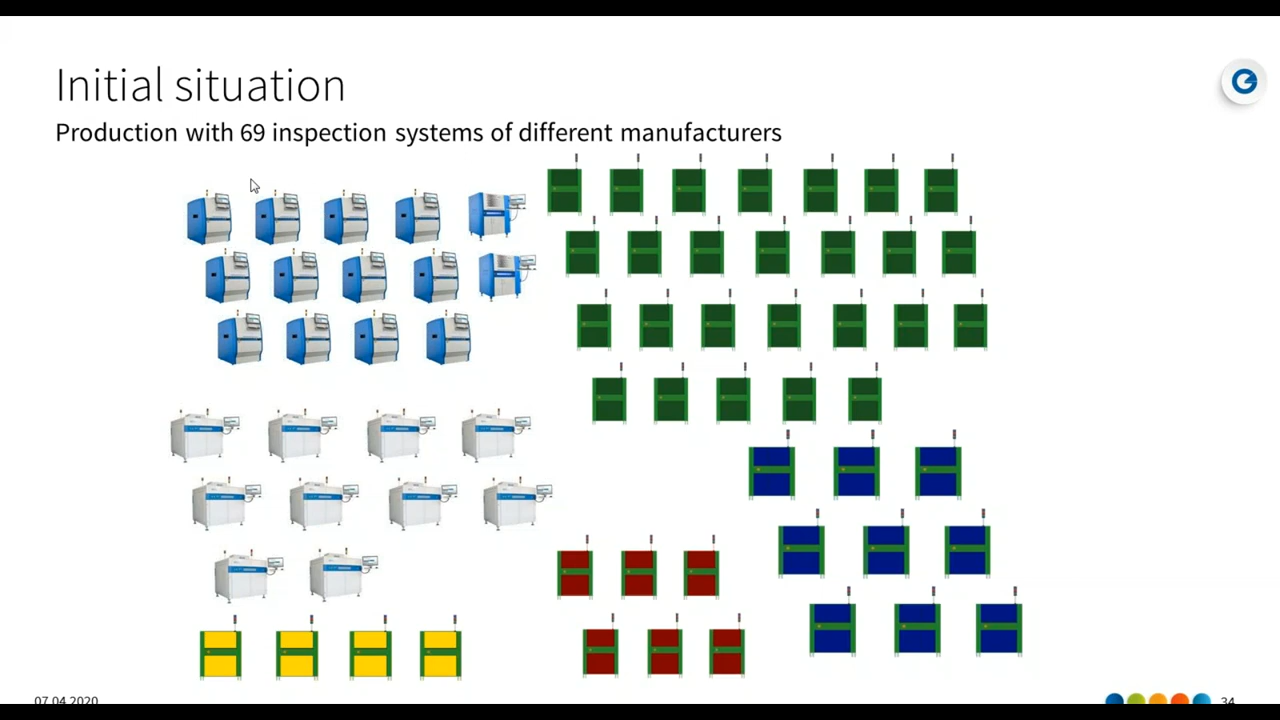 Initial situation
Production with 69 inspection systems of different manufacturers
07.04.2020
34